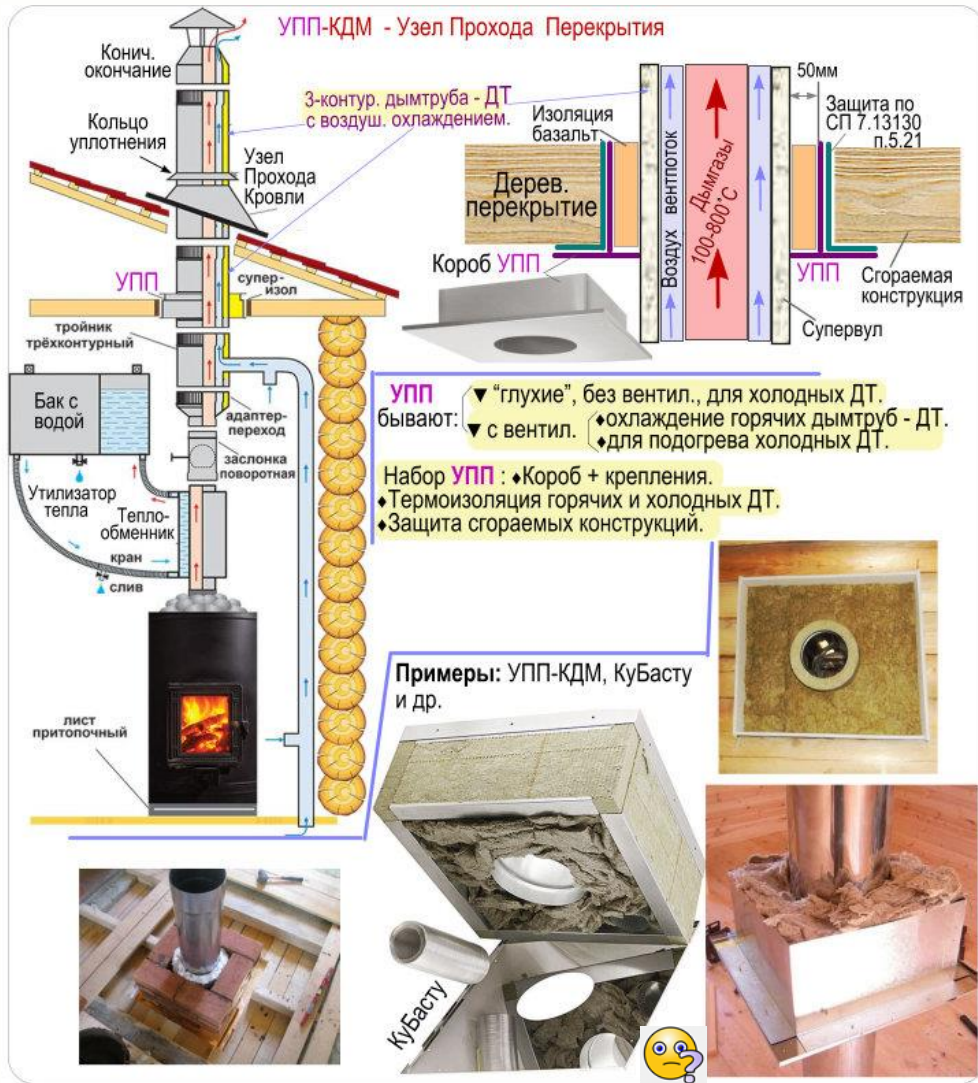 УПП-КДМ - Узел Прохода Перекрытия
Конич.
окончание
3-контур. дымтруба - ДТ
с воздуш. охлаждением.
Кольцо
уплотнения
Узел
Прохода
Кровли
УПП
супер-
изол
тройник
трёхконтурный
Бак с
водой
адаптер-
переход
заслонка
поворотная
Утилизатор
тепла
Тепло-
обменник
кран
слив
лист
притопочный
50мм
Изоляция
базальт
Защита по
СП 7.13130
п.5.21
Дерев.
перекрытие
Воздух вентпоток
Дымгазы
100-800°С
Короб УПП
УПП
Сгораемая
конструкция
Супервул
УПП
бывают:
▼ “глухие”, без вентил., для холодных ДТ.
▼ с вентил.
♦охлаждение горячих дымтруб - ДТ.
♦для подогрева холодных ДТ.
Набор УПП : ♦Короб + крепления.
♦Термоизоляция горячих и холодных ДТ.
♦Защита сгораемых конструкций.
Примеры: УПП-КДМ, КуБасту
и др.
КуБасту